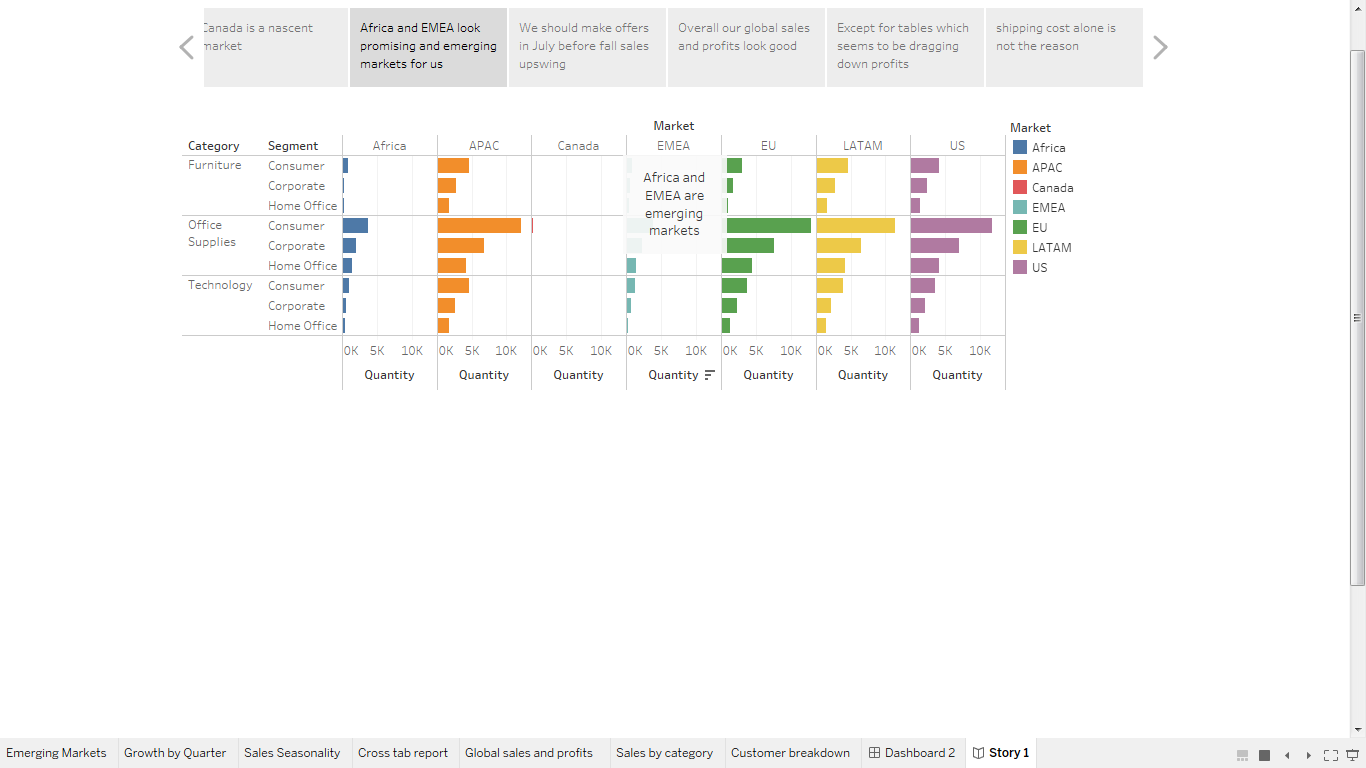 Canada is a nascent
market
Africa and EMEA look
promising and emerging
markets for us
We should make offers
in July before fall sales
upswing
Overall our global sales
and profits look good
Except for tables which
seems to be dragging
down profits
shipping cost alone is
not the reason
Market
Category Segment Africa APAC Canada EMEA EU LATAM US
Furniture Consumer
Corporate
Home Office
Office
Supplies
Consumer
Corporate
Home Office
Technology Consumer
Corporate
Home Office
Africa and
EMEA are
emerging
markets
0K 5K 10K 0K 5K 10K 0K 5K 10K 0K 5K 10K 0K 5K 10K 0K 5K 10K 0K 5K 10K
Quantity Quantity Quantity Quantity Quantity Quantity Quantity
Market
Africa
APAC
Canada
EMEA
EU
LATAM
US
Emerging Markets Growth by Quarter Sales Seasonality Cross tab report Global sales and profits Sales by category Customer breakdown Dashboard 2 Story 1